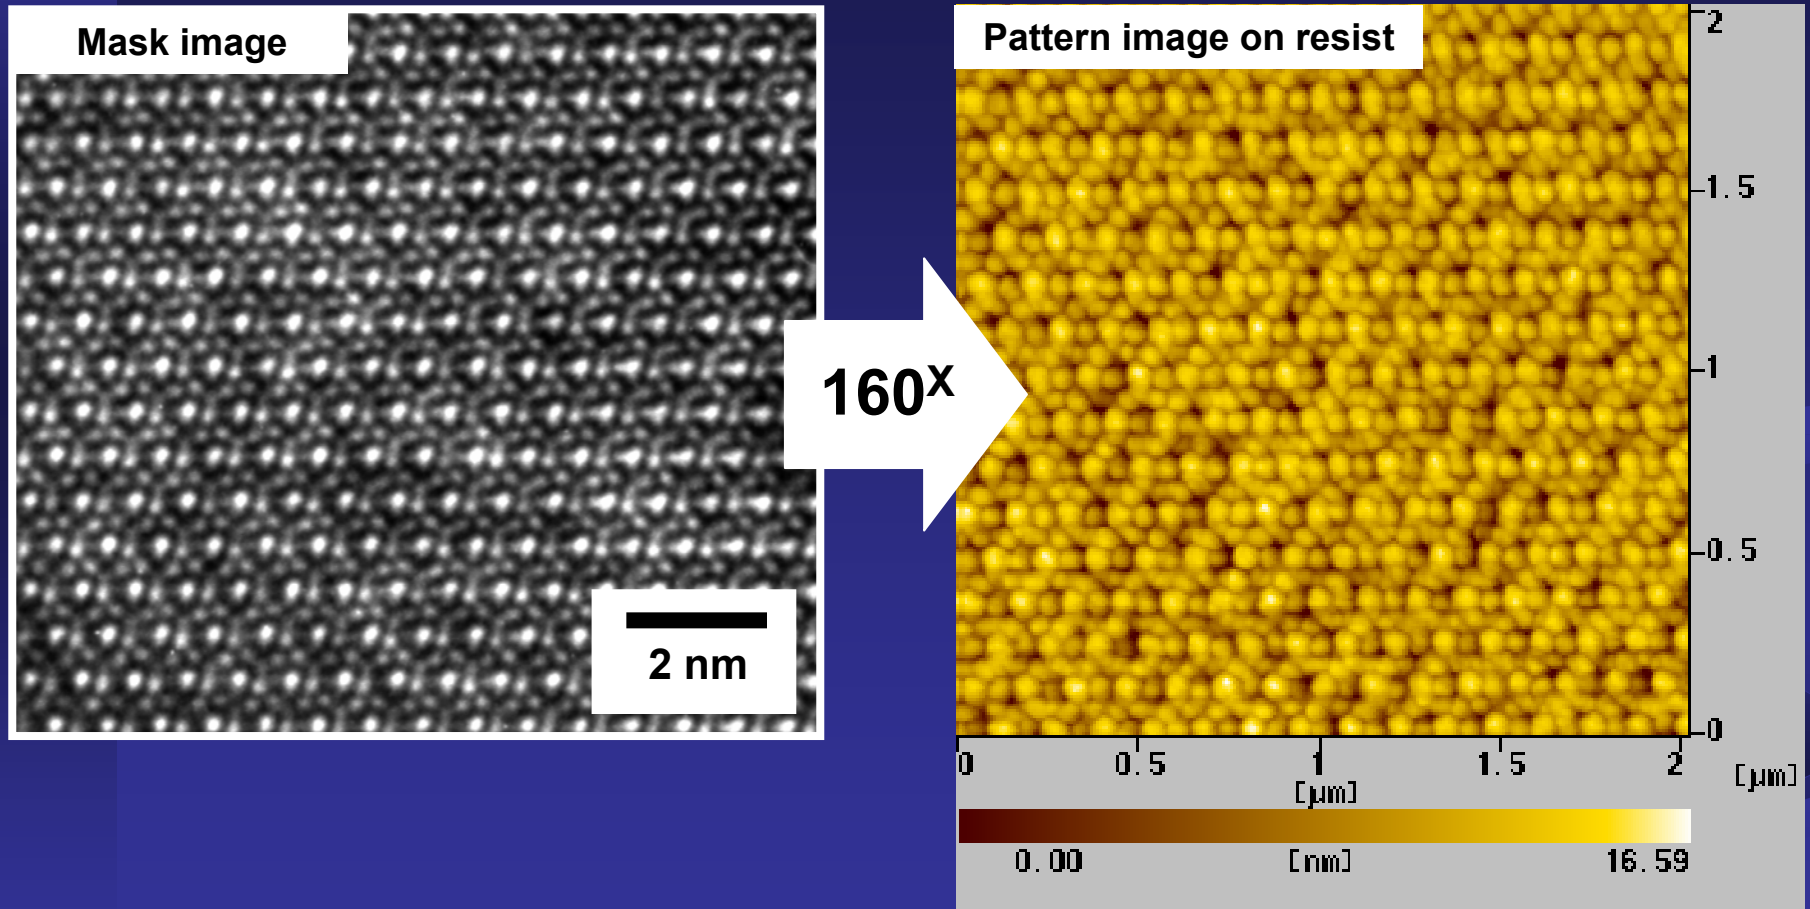 Mask image
2 nm
160X
Pattern image on resist
2
1.5
1
0.5
0
0 0.5 1 1.5 2
[µm]
[µm]
0.00 [nm] 16.59